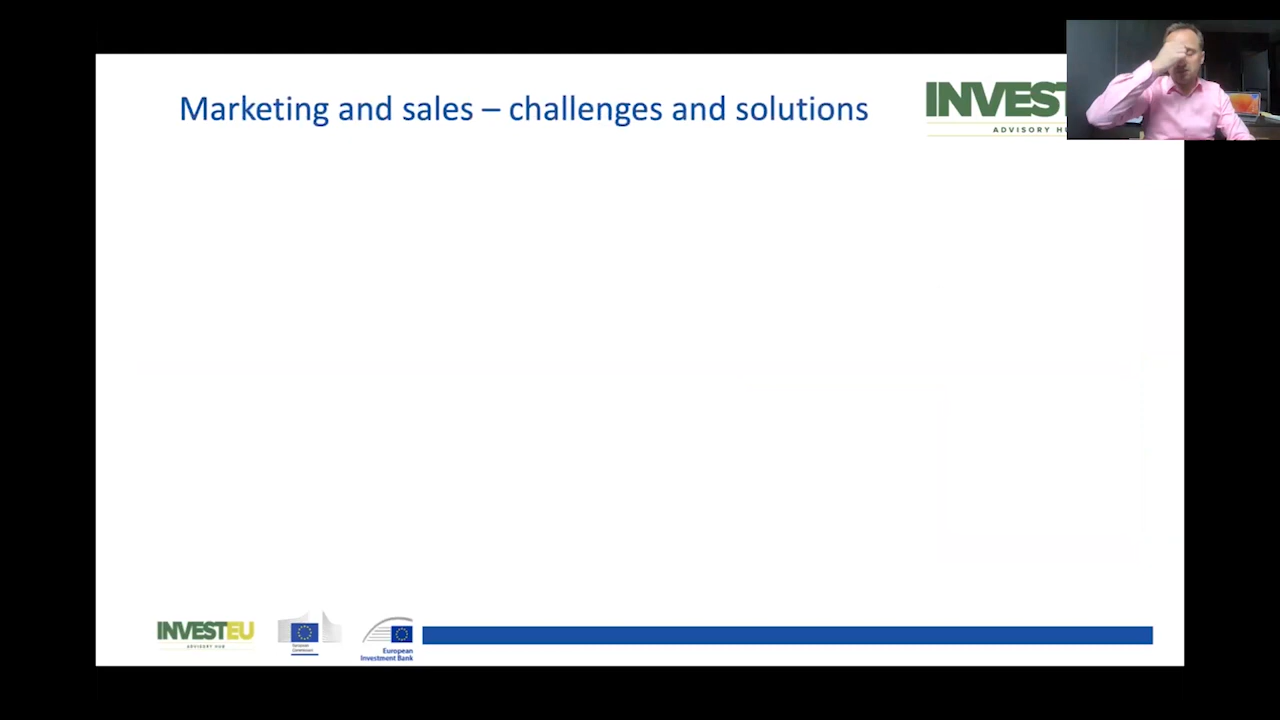 Marketing and sales – challenges and solutions
INVEST
ADVISORY
INVESTEU
ADVISORY HUB
European
Commission
European
Investment Bank